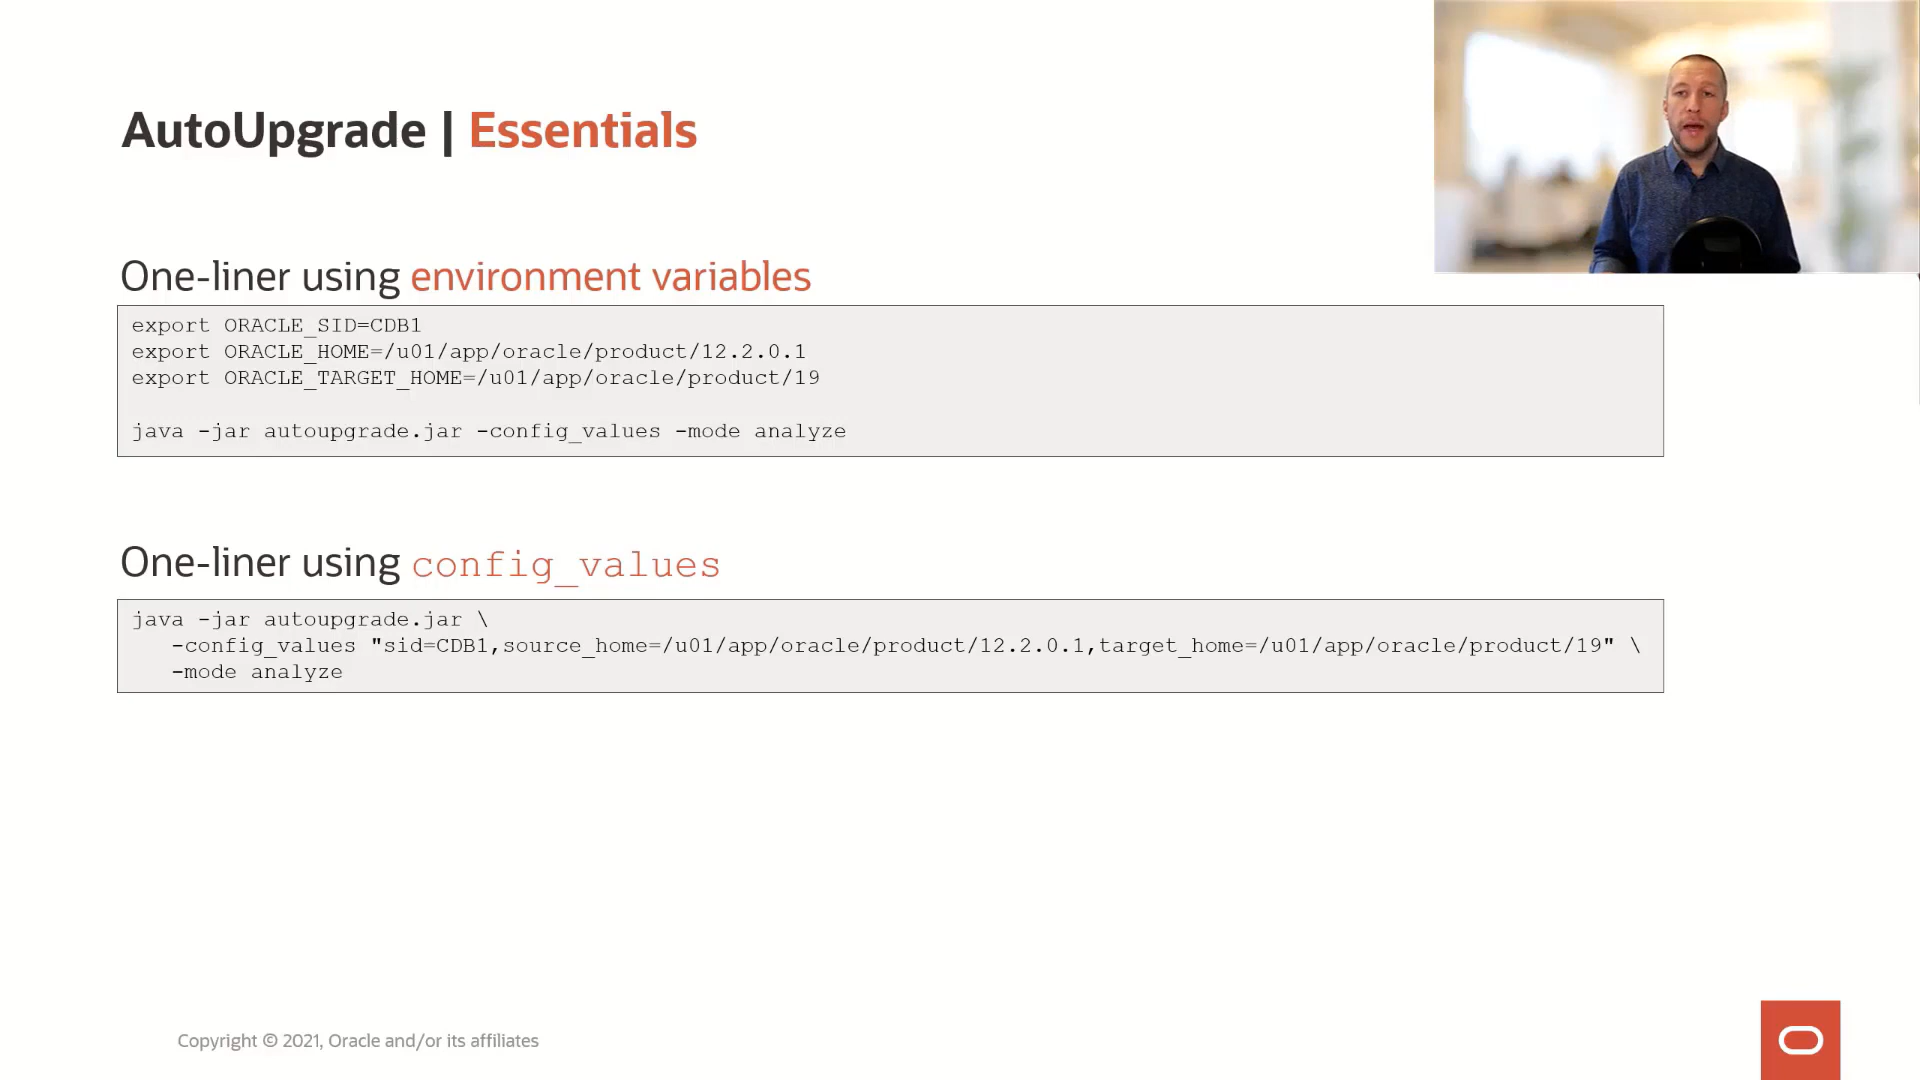 AutoUpgrade | Essentials
One-liner using environment variables
export ORACLE_SID=CDB1
export ORACLE_HOME=/u01/app/oracle/product/12.2.0.1
export ORACLE_TARGET_HOME=/u01/app/oracle/product/19
java -jar autoupgrade.jar -config_values -mode analyze
One-liner using config_values
java -jar autoupgrade.jar \
-config_values "sid=CDB1,source_home=/u01/app/oracle/product/12.2.0.1,target_home=/u01/app/oracle/product/19" \
-mode analyze
Copyright © 2021, Oracle and/or its affiliates